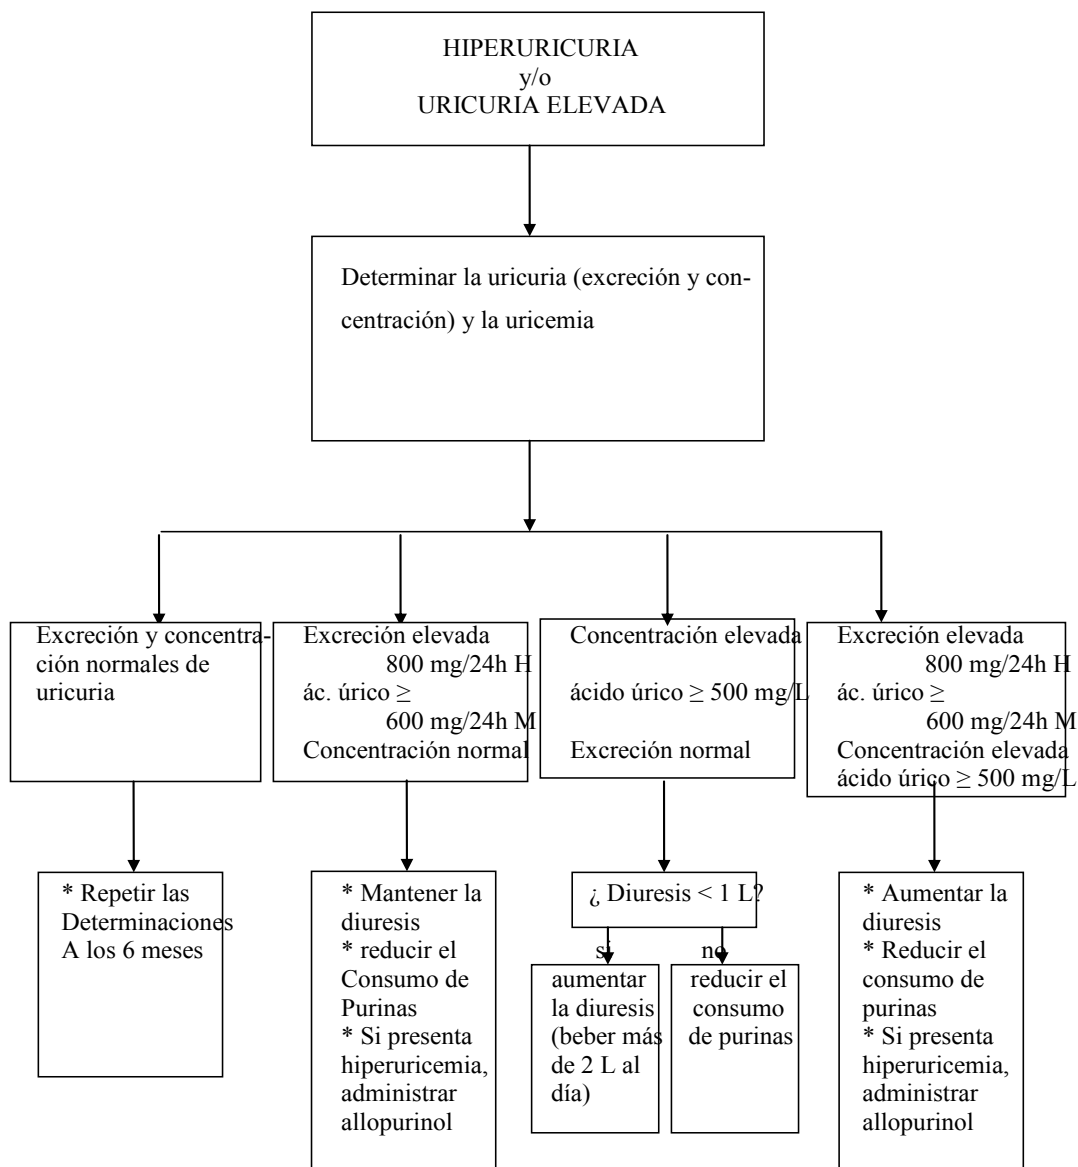 HIPERURICURIA
y/o
URICURIA ELEVADA
Determinar la uricuria (excreción y con-
centración) y la uricemia
Excreción y concentra-
ción normales de
uricuria
Excreción elevada
800 mg/24h H
ác. úrico ≥
600 mg/24h M
Concentración normal
Concentración elevada
ácido úrico ≥ 500 mg/L
Excreción normal
Excreción elevada
800 mg/24h H
ác. úrico ≥
600 mg/24h M
Concentración elevada
ácido úrico ≥ 500 mg/L
* Repetir las
Determinaciones
A los 6 meses
* Mantener la
diuresis
* reducir el
Consumo de
Purinas
* Si presenta
hiperuricemia,
administrar
allopurinol
¿ Diuresis < 1 L?
si
no
aumentar
la diuresis
(beber más
de 2 L al
día)
reducir el
consumo
de purinas
* Aumentar la
diuresis
* Reducir el
consumo de
purinas
* Si presenta
hiperuricemia,
administrar
allopurinol